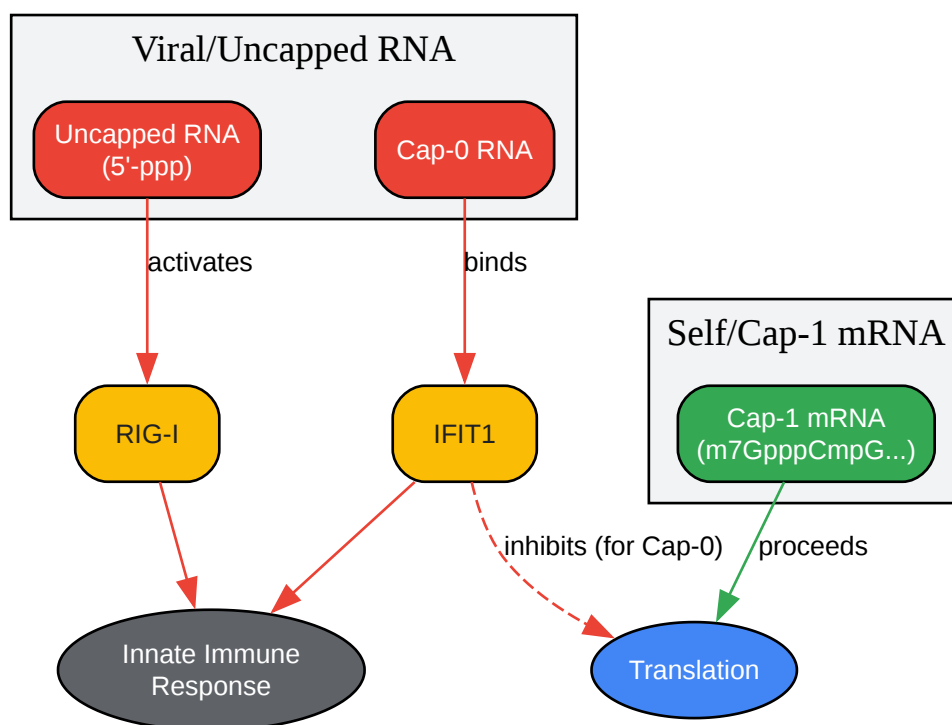 Viral/Uncapped RNA
Uncapped RNA
(5'-ppp)
Cap-0 RNA
activates
binds
Self/Cap-1 mRNA
Cap-1 mRNA
(m7GpppCmpG...)
RIG-I
IFIT1
inhibits (for Cap-0)
proceeds
Innate Immune
Response
Translation